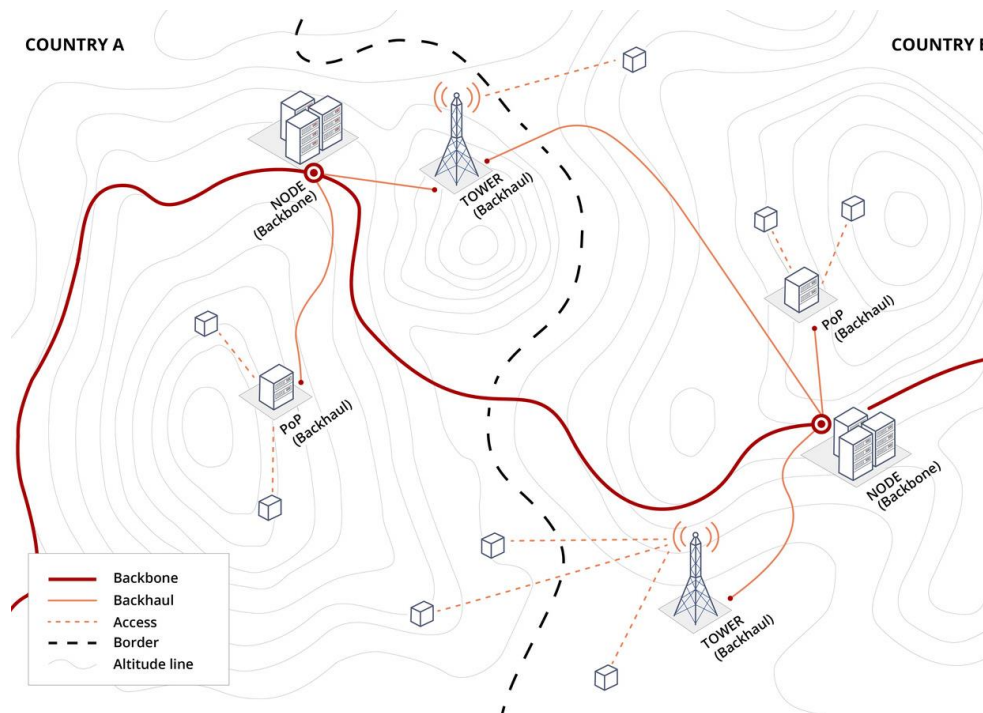 COUNTRY A
COUNTRY
NODE
(Backbone)
TOWER
(Backhaul)
PoP
(Backhaul)
PoP
(Backhaul)
NODE
(Backbone)
TOWER
(Backhaul)
Backbone
Backhaul
Access
Border
Altitude line